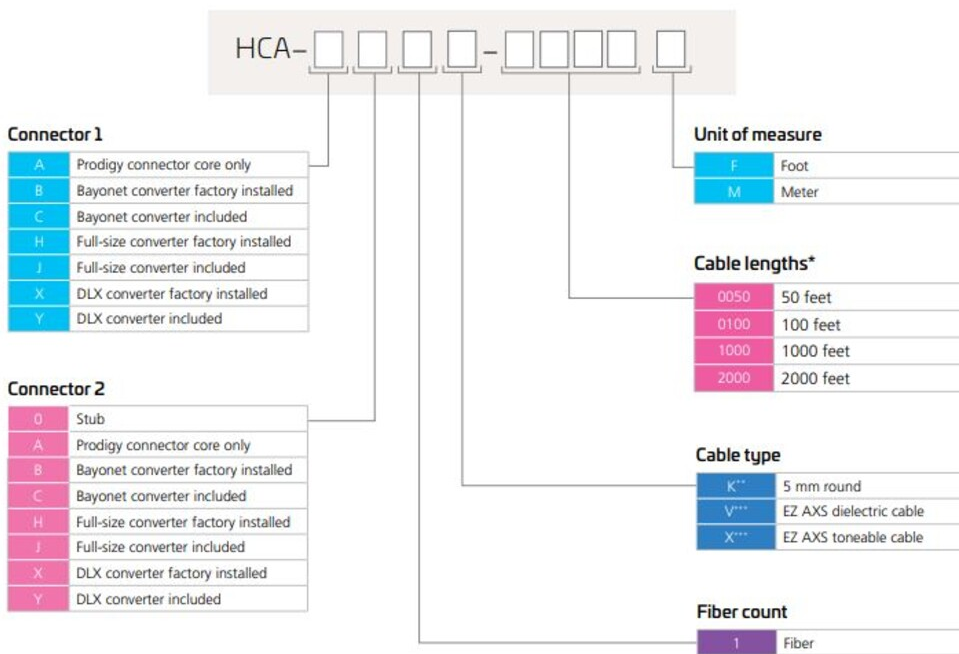 HCA-
-
Connector 1
A Prodigy connector core only
B Bayonet converter factory installed
C Bayonet converter included
H Full-size converter factory installed
J Full-size converter included
X DLX converter factory installed
Y DLX converter included
Connector 2
0 Stub
A Prodigy connector core only
B Bayonet converter factory installed
C Bayonet converter included
H Full-size converter factory installed
J Full-size converter included
X DLX converter factory installed
Y DLX converter included
Unit of measure
F Foot
M Meter
Cable lengths*
0050 50 feet
0100 100 feet
1000 1000 feet
2000 2000 feet
Cable type
K** 5 mm round
V*** EZ AXS dielectric cable
X*** EZ AXS toneable cable
Fiber count
1 Fiber